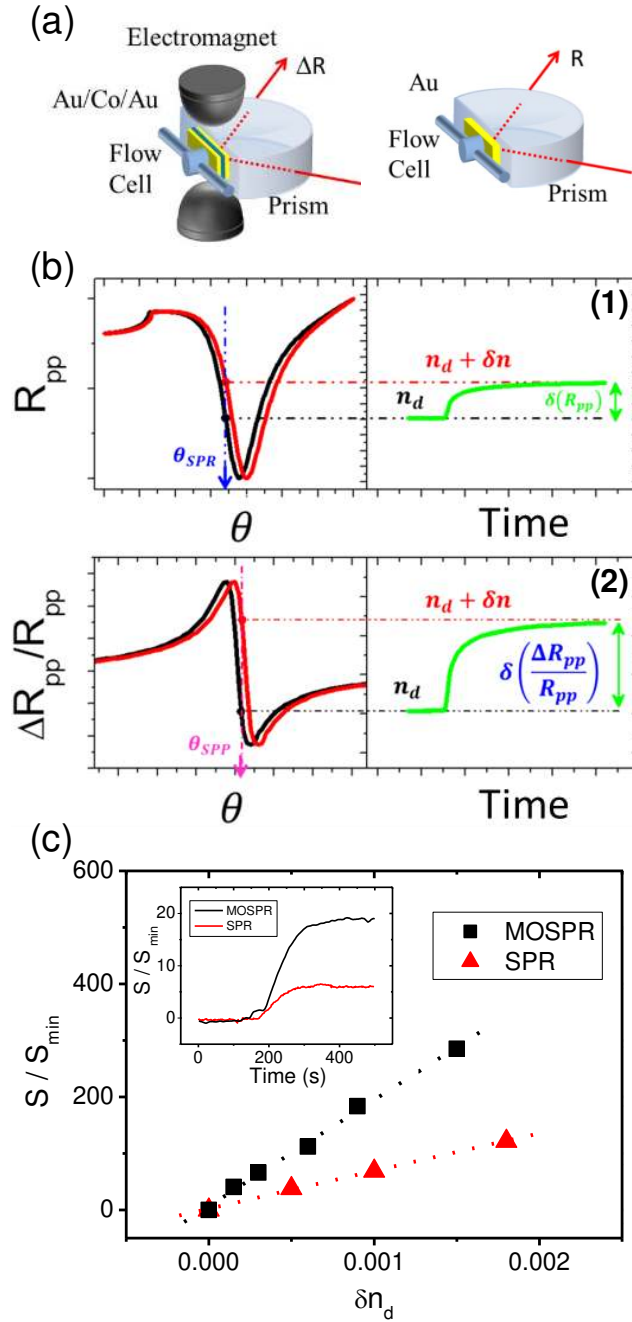 (a)
Electromagnet
ΔR
Au/Co/Au
Flow
Cell
Prism
R
Au
Flow
Cell
Prism
(b)
(1)
R_pp
θ_SPR
n_d + δn
n_d
δ(R_pp)
θ
Time
(2)
ΔR_pp/R_pp
θ_SPP
n_d + δn
n_d
δ(ΔR_pp/R_pp)
θ
Time
(c)
S / S_min
600
400
200
0
0.000
0.001
0.002
δn_d
MOSPR
SPR
S / S_min
20
10
0
MOSPR
SPR
0
200
400
Time (s)